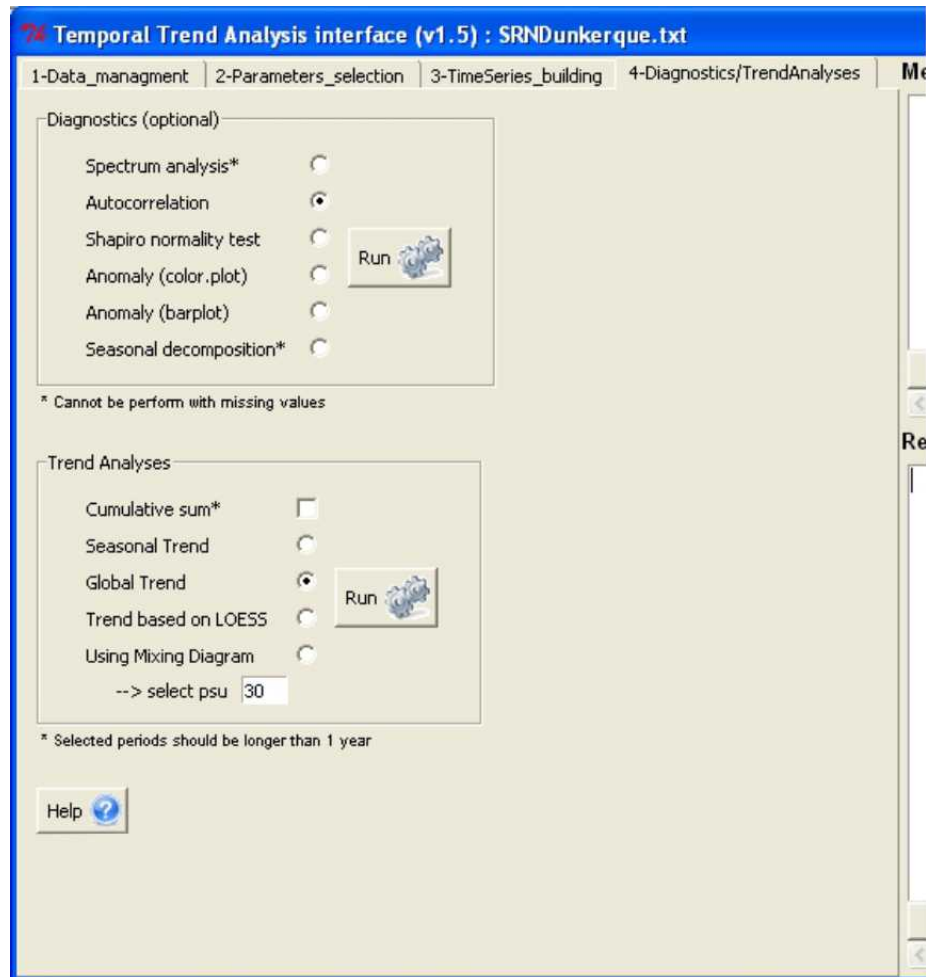 Temporal Trend Analysis interface (v1.5) : SRNDunkerque.txt
1-Data_managment 2-Parameters_selection 3-TimeSeries_building 4-Diagnostics/TrendAnalyses Me
Diagnostics (optional)
Spectrum analysis*
Autocorrelation
Shapiro normality test
Run
Anomaly (color.plot)
Anomaly (barplot)
Seasonal decomposition*
* Cannot be perform with missing values
Re
Trend Analyses
Cumulative sum*
Seasonal Trend
Global Trend
Run
Trend based on LOESS
Using Mixing Diagram
--> select psu 30
* Selected periods should be longer than 1 year
Help ?